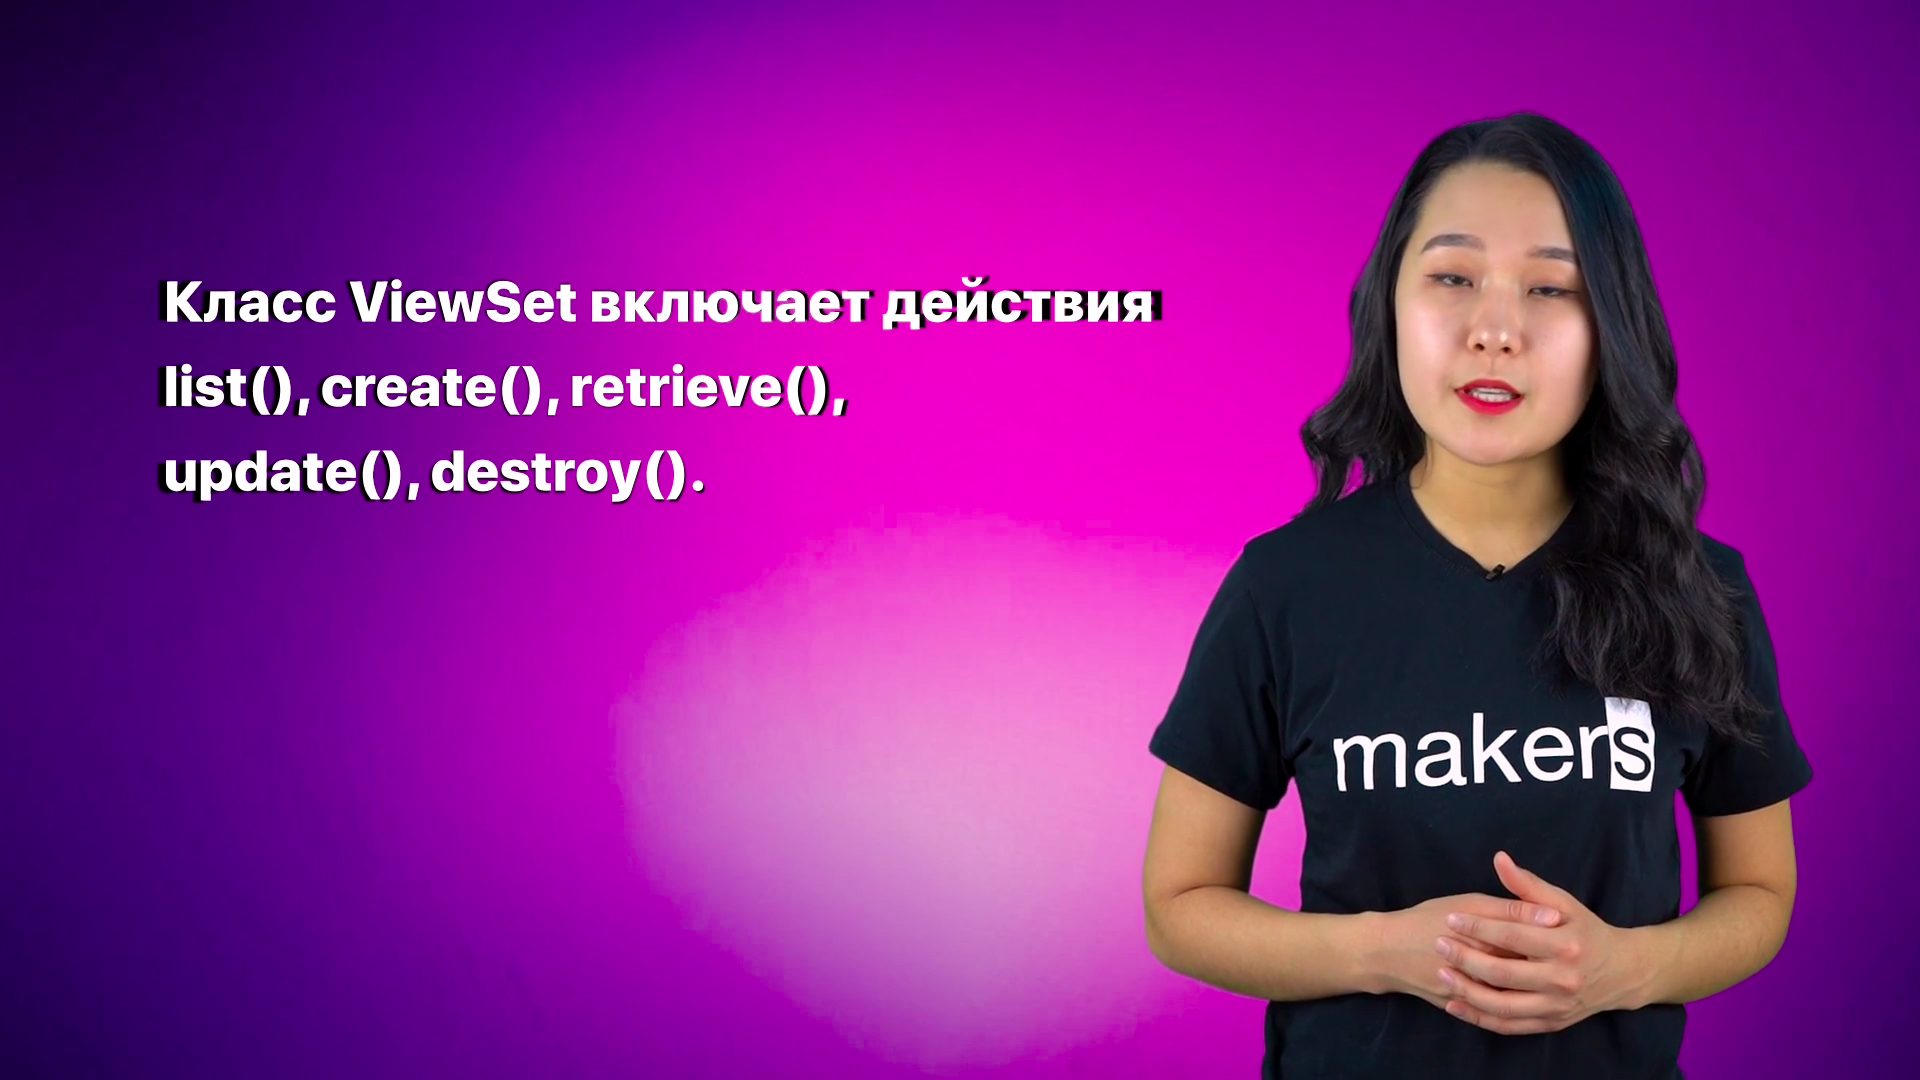 Класс ViewSet включает действия
list(), create(), retrieve(),
update(), destroy().
makers